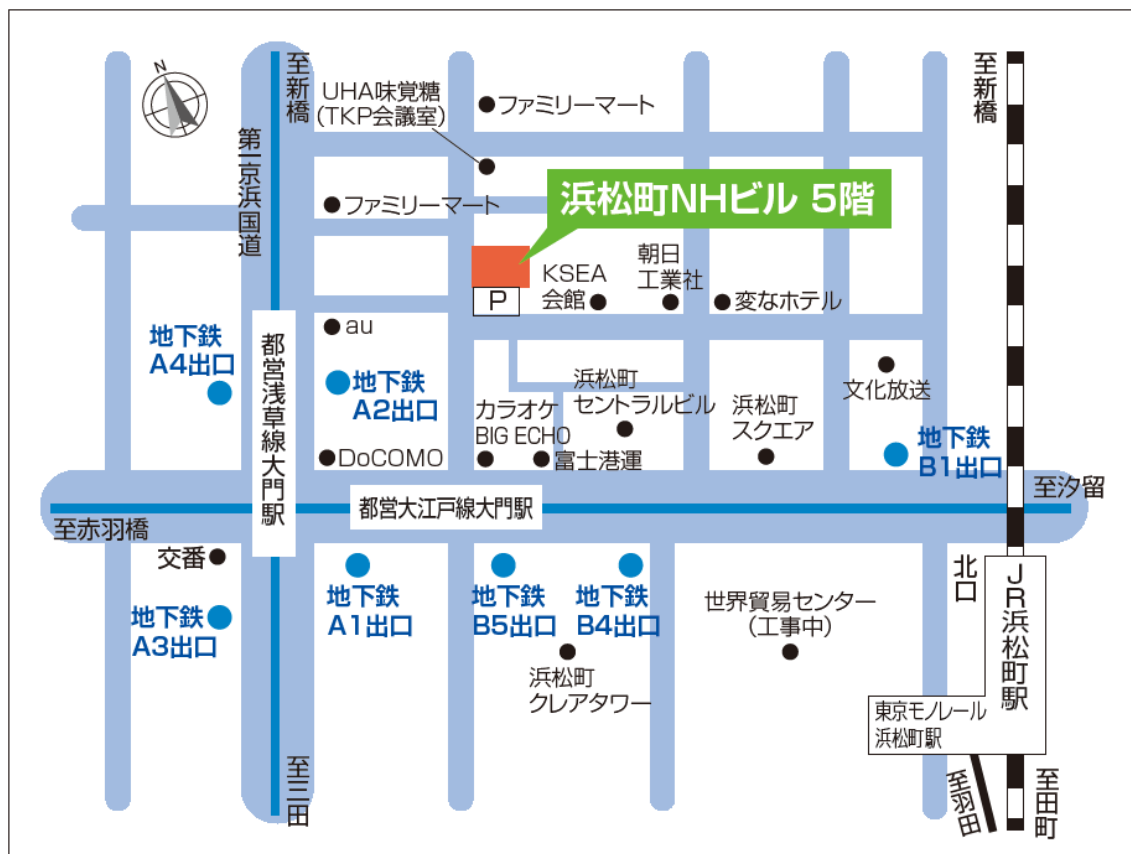 N
至新橋
第一京浜国道
UHA味覚糖
(TKP会議室)
ファミリーマート
至新橋
ファミリーマート
浜松町NHビル 5階
P
KSEA
会館
朝日
工業社
変なホテル
au
地下鉄
A4出口
都営浅草線大門駅
地下鉄
A2出口
カラオケ
BIG ECHO
浜松町
セントラルビル
浜松町
スクエア
文化放送
地下鉄
B1出口
DoCOMO
富士港運
至汐留
都営大江戸線大門駅
至赤羽橋
交番
地下鉄
A3出口
地下鉄
A1出口
地下鉄
B5出口
地下鉄
B4出口
世界貿易センター
(工事中)
北口
JR浜松町駅
浜松町
クレアタワー
東京モノレール
浜松町駅
至三田
至羽田
至田町